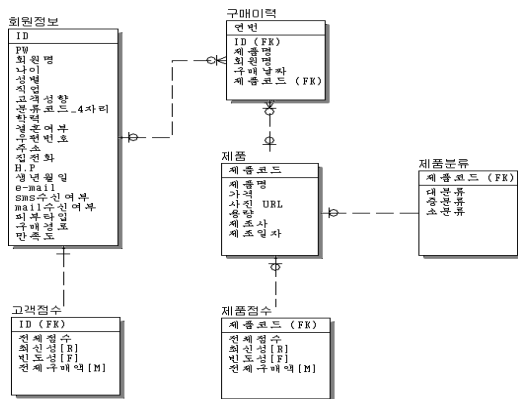 회원정보
ID
PW
회원명
나이
성별
직업
고객성향
분류코드_4자리
학력
결혼여부
우편번호
주소
집전화
H.P
생년월일
e-mail
sms수신여부
mail수신여부
피부타입
구매경로
만족도
구매이력
연번
ID (FK)
제품명
회원명
구매날짜
제품코드 (FK)
제품
제품코드
제품명
가격
사진 URL
용량
제조사
제조일자
제품분류
제품코드 (FK)
대분류
중분류
소분류
고객점수
ID (FK)
전체점수
최신성[R]
빈도성[F]
전체구매액[M]
제품점수
제품코드 (FK)
전체점수
최신성[R]
빈도성[F]
전체구매액[M]